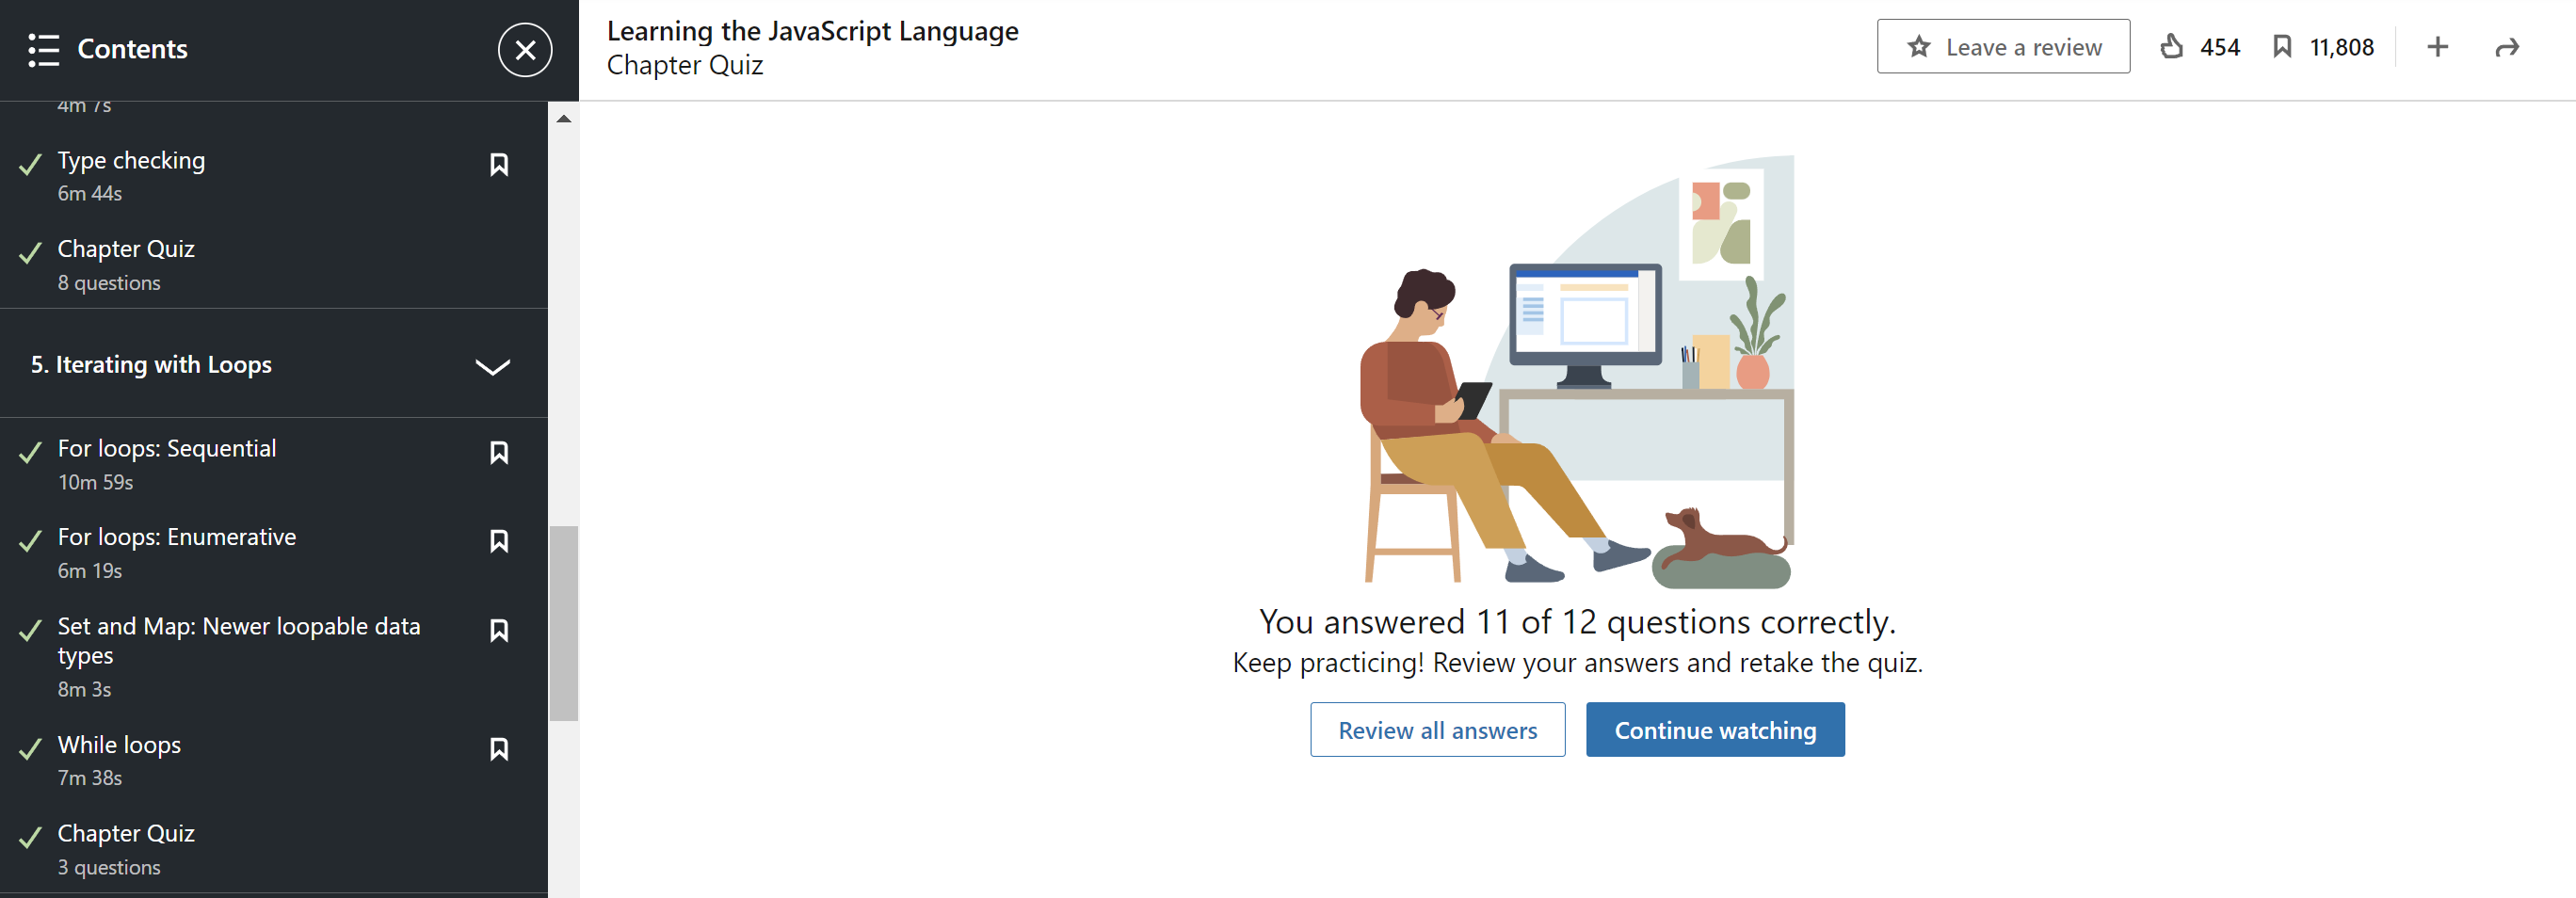 Contents
4m 7s
Type checking
6m 44s
Chapter Quiz
8 questions
5. Iterating with Loops
For loops: Sequential
10m 59s
For loops: Enumerative
6m 19s
Set and Map: Newer loopable data
types
8m 3s
While loops
7m 38s
Chapter Quiz
3 questions
Learning the JavaScript Language
Chapter Quiz
Leave a review
454
11,808
You answered 11 of 12 questions correctly.
Keep practicing! Review your answers and retake the quiz.
Review all answers
Continue watching